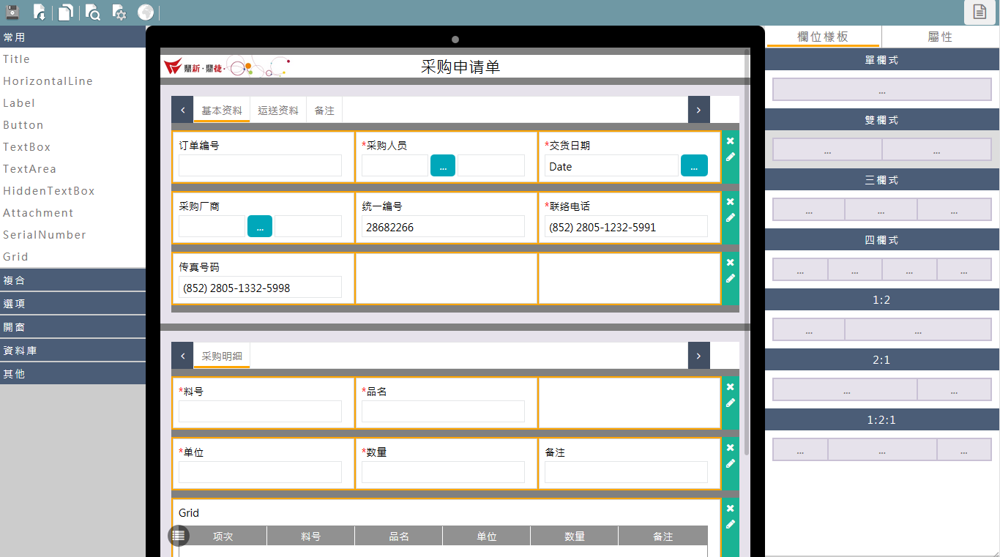 常用
Title
HorizontalLine
Label
Button
TextBox
TextArea
HiddenTextBox
Attachment
SerialNumber
Grid
複合
選項
開窗
資料庫
其他
鼎新·鼎捷· 采购申请单
基本资料 运送资料 备注
订单编号 *采购人员 *交货日期
... Date ...
采购厂商 统一编号 *联络电话
... 28682266 (852) 2805-1232-5991
传真号码
(852) 2805-1332-5998
采购明细
*料号 *品名
*单位 *数量 备注
Grid
项次 料号 品名 单位 数量 备注
欄位樣板 屬性
單欄式
...
雙欄式
... ...
三欄式
... ... ...
四欄式
... ... ... ...
1:2
... ...
2:1
... ...
1:2:1
... ... ...